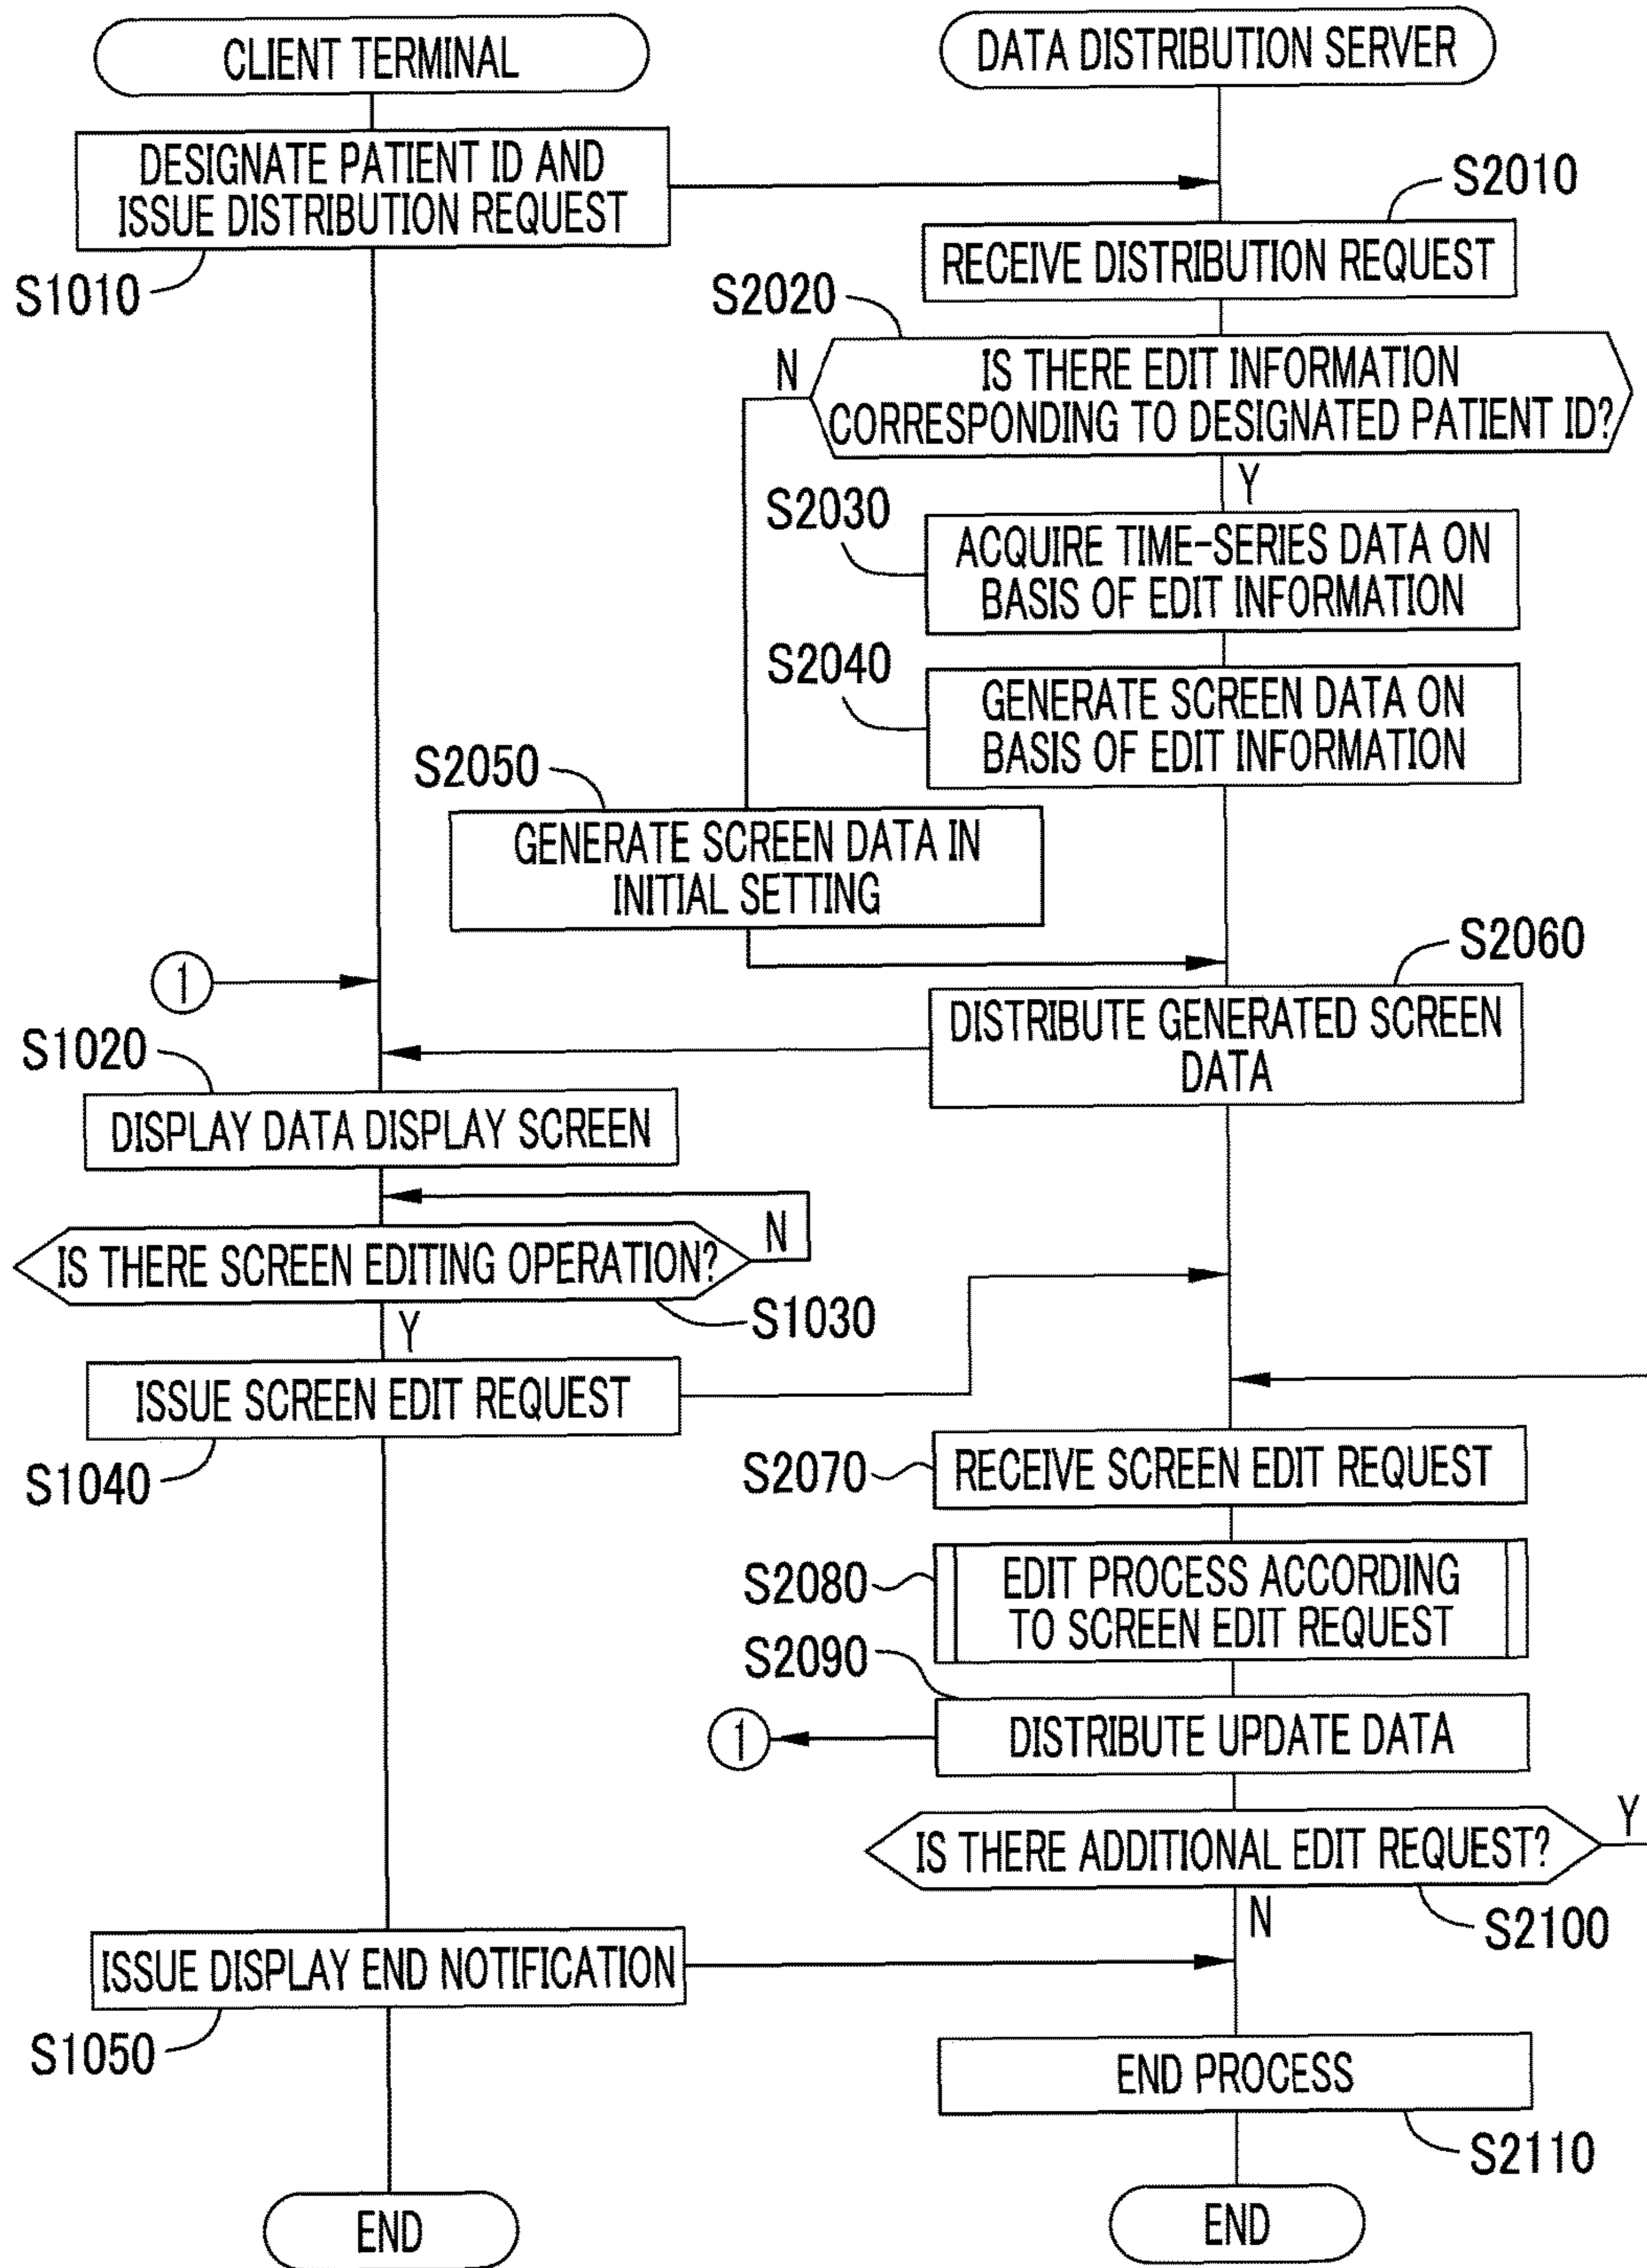 CLIENT TERMINAL
DATA DISTRIBUTION SERVER
DESIGNATE PATIENT ID AND
ISSUE DISTRIBUTION REQUEST
S1010
S2010
RECEIVE DISTRIBUTION REQUEST
S2020
N
IS THERE EDIT INFORMATION
CORRESPONDING TO DESIGNATED PATIENT ID?
Y
S2030
ACQUIRE TIME-SERIES DATA ON
BASIS OF EDIT INFORMATION
S2040
GENERATE SCREEN DATA ON
BASIS OF EDIT INFORMATION
S2050
GENERATE SCREEN DATA IN
INITIAL SETTING
1
S2060
DISTRIBUTE GENERATED SCREEN
DATA
S1020
DISPLAY DATA DISPLAY SCREEN
N
IS THERE SCREEN EDITING OPERATION?
S1030
Y
ISSUE SCREEN EDIT REQUEST
S1040
S2070
RECEIVE SCREEN EDIT REQUEST
S2080
EDIT PROCESS ACCORDING
TO SCREEN EDIT REQUEST
S2090
1
DISTRIBUTE UPDATE DATA
Y
IS THERE ADDITIONAL EDIT REQUEST?
N
S2100
ISSUE DISPLAY END NOTIFICATION
S1050
END PROCESS
S2110
END
END